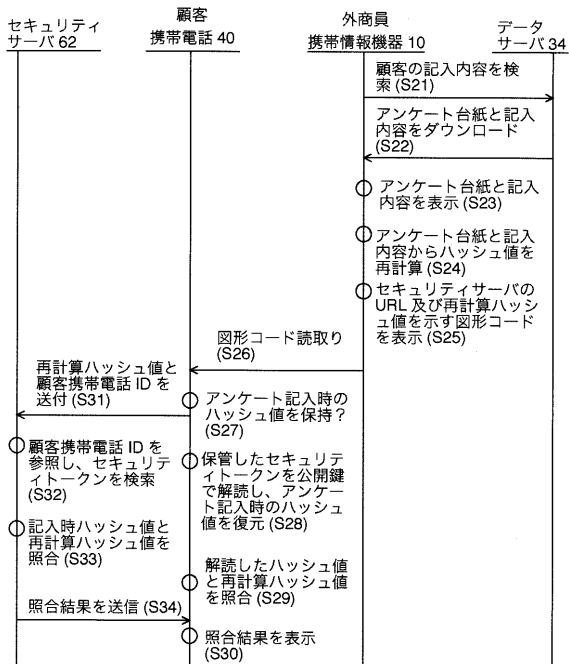 セキュリティ
サーバ 62
顧客
携帯電話 40
外商員
携帯情報機器 10
データ
サーバ 34
顧客の記入内容を検
索 (S21)
アンケート台紙と記入
内容をダウンロード
(S22)
アンケート台紙と記入
内容を表示 (S23)
アンケート台紙と記入
内容からハッシュ値を
再計算 (S24)
セキュリティサーバの
URL 及び再計算ハッシ
ュ値を示す図形コード
を表示 (S25)
図形コード読取り
(S26)
再計算ハッシュ値と
顧客携帯電話 ID を
送付 (S31)
アンケート記入時の
ハッシュ値を保持？
(S27)
顧客携帯電話 ID を
参照し、セキュリテ
ィトークンを検索
(S32)
保管したセキュリテ
ィトークンを公開鍵
で解読し、アンケー
ト記入時のハッシュ
値を復元 (S28)
記入時ハッシュ値と
再計算ハッシュ値を
照合 (S33)
解読したハッシュ値
と再計算ハッシュ値
を照合 (S29)
照合結果を送信 (S34)
照合結果を表示
(S30)